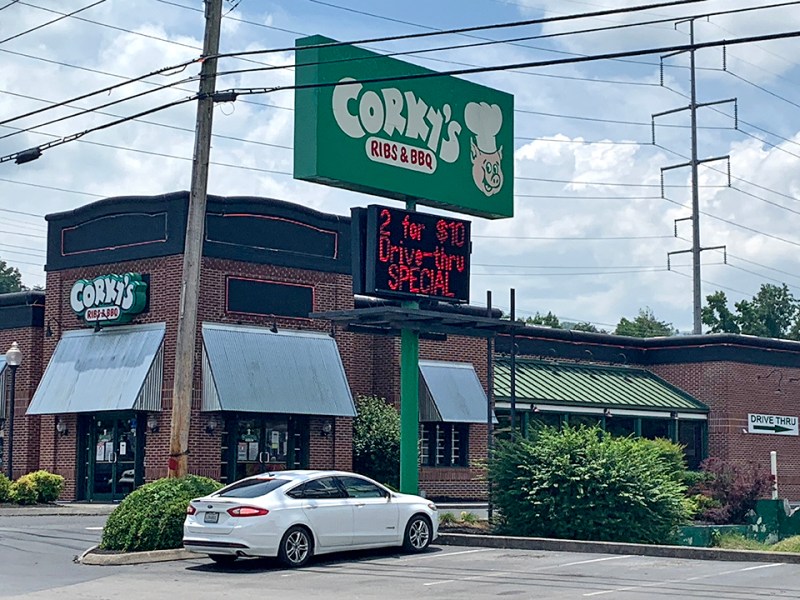 CORKY'S
RIBS & BBQ
2 for $10
Drive-thru
SPECIAL
CORKY'S
RIBS & BBQ
DRIVE THRU